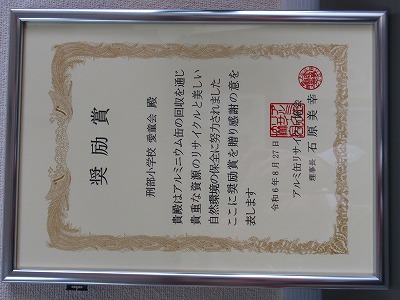 奨励賞
刑部小学校 愛童会 殿
貴殿はアルミニウム缶の回収を通じ
貴重な資源のリサイクルと美しい
自然環境の保全に努力されました
ここに奨励賞を贈り感謝の意を
表します
令和6年8月27日
アルミ缶リサイクル協会
理事長 石原美幸